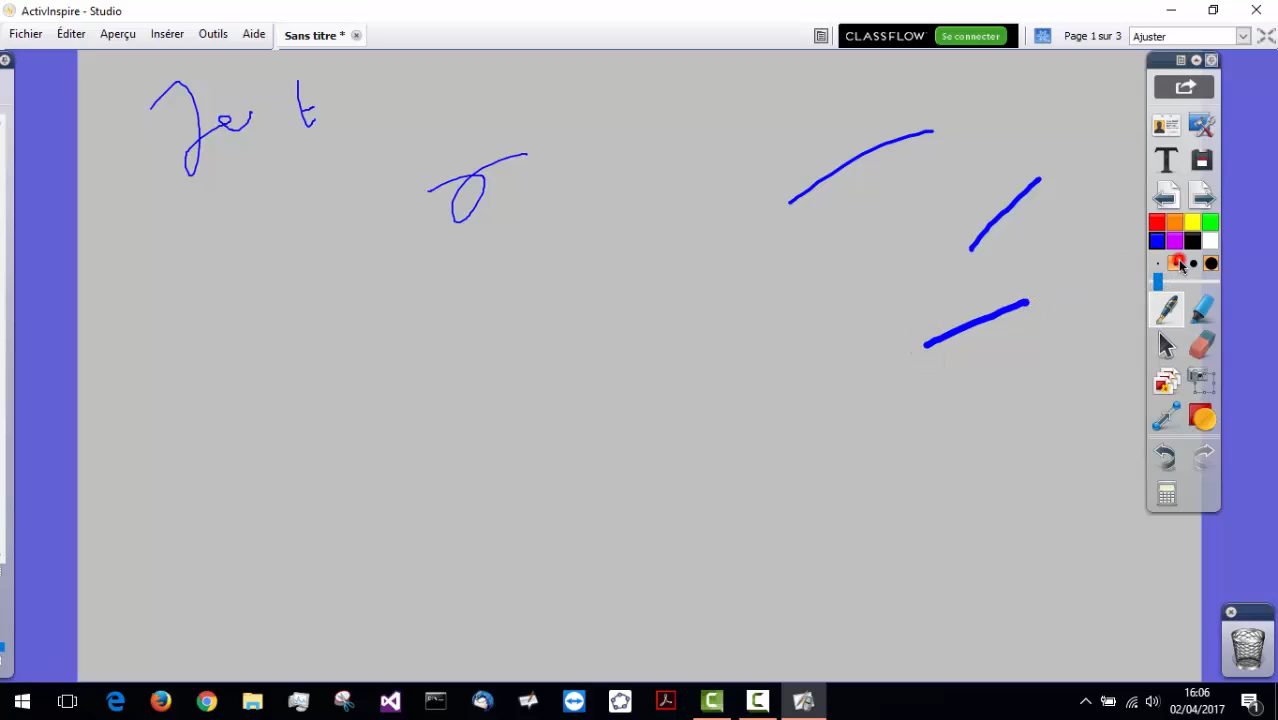 ActivInspire - Studio
Fichier Éditer Aperçu Insérer Outils Aide Sans titre * CLASSFLOW Se connecter Page 1 sur 3 Ajuster
Je t
T
16:06
02/04/2017
1